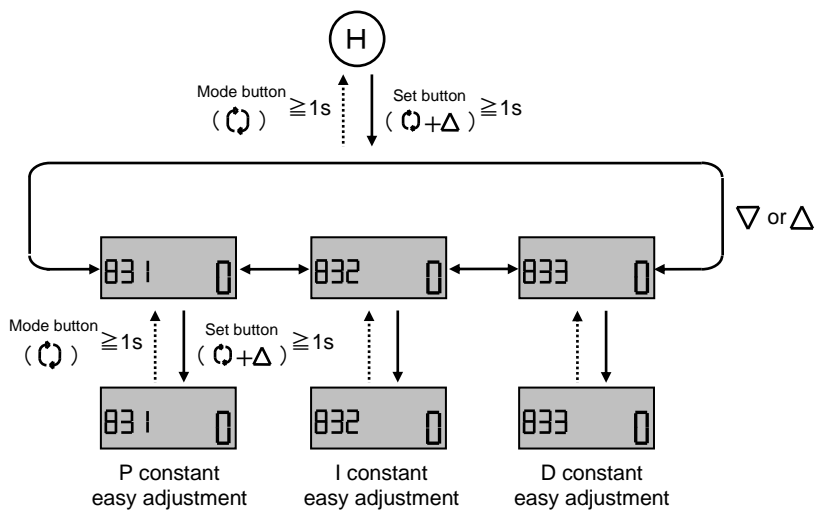 H
Mode button
( ) ≧1s
Set button
( + △ ) ≧1s
▽ or △
831 0
832 0
833 0
Mode button
( ) ≧1s
Set button
( + △ ) ≧1s
831 0
832 0
833 0
P constant
easy adjustment
I constant
easy adjustment
D constant
easy adjustment